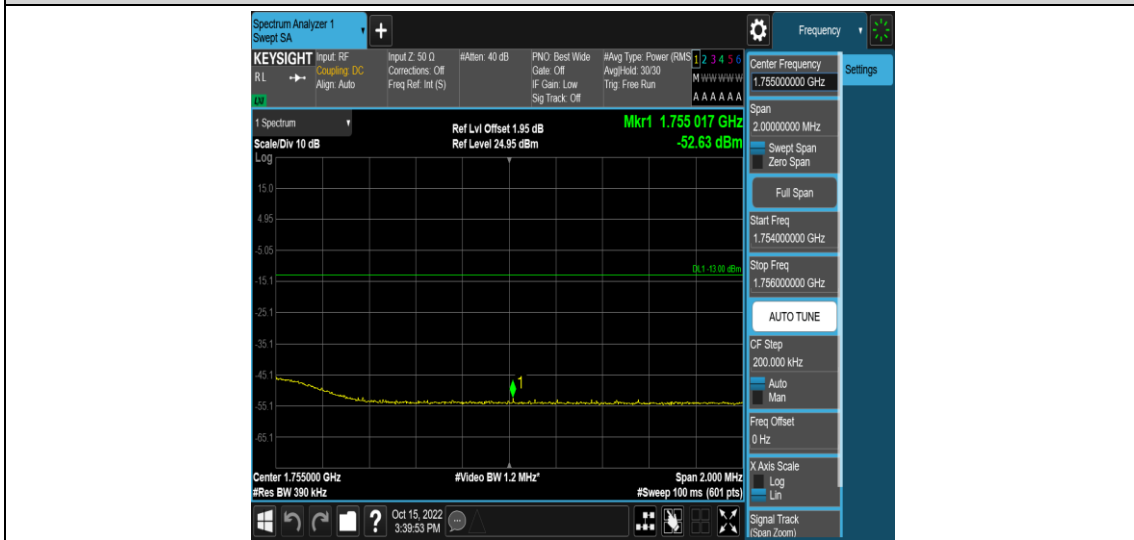 Spectrum Analyzer 1
Swept SA
+
Frequency
KEYSIGHT
RL
Input: RF
Coupling: DC
Align: Auto
Input Z: 50 Ω
Corrections: Off
Freq Ref: Int (S)
#Atten: 40 dB
PNO: Best Wide
Gate: Off
IF Gain: Low
Sig Track: Off
#Avg Type: Power (RMS
Avg|Hold: 30/30
Trig: Free Run
1 2 3 4 5 6
M W W W W W
A A A A A A
1 Spectrum
Scale/Div 10 dB
Ref Lvl Offset 1.95 dB
Ref Level 24.95 dBm
Mkr1 1.755 017 GHz
-52.63 dBm
Log
15.0
4.95
-5.05
DL1 -13.00 dBm
-15.1
-25.1
-35.1
-45.1
1
-55.1
-65.1
Center 1.755000 GHz
#Video BW 1.2 MHz*
Span 2.000 MHz
#Res BW 390 kHz
#Sweep 100 ms (601 pts)
?
Oct 15, 2022
3:39:53 PM
Center Frequency
1.755000000 GHz
Settings
Span
2.00000000 MHz
Swept Span
Zero Span
Full Span
Start Freq
1.754000000 GHz
Stop Freq
1.756000000 GHz
AUTO TUNE
CF Step
200.000 kHz
Auto
Man
Freq Offset
0 Hz
X Axis Scale
Log
Lin
Signal Track
(Span Zoom)